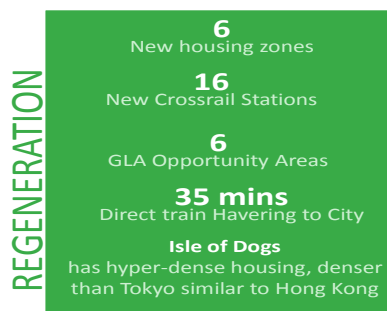 REGENERATION
6
New housing zones
16
New Crossrail Stations
6
GLA Opportunity Areas
35 mins
Direct train Havering to City
Isle of Dogs
has hyper-dense housing, denser
than Tokyo similar to Hong Kong